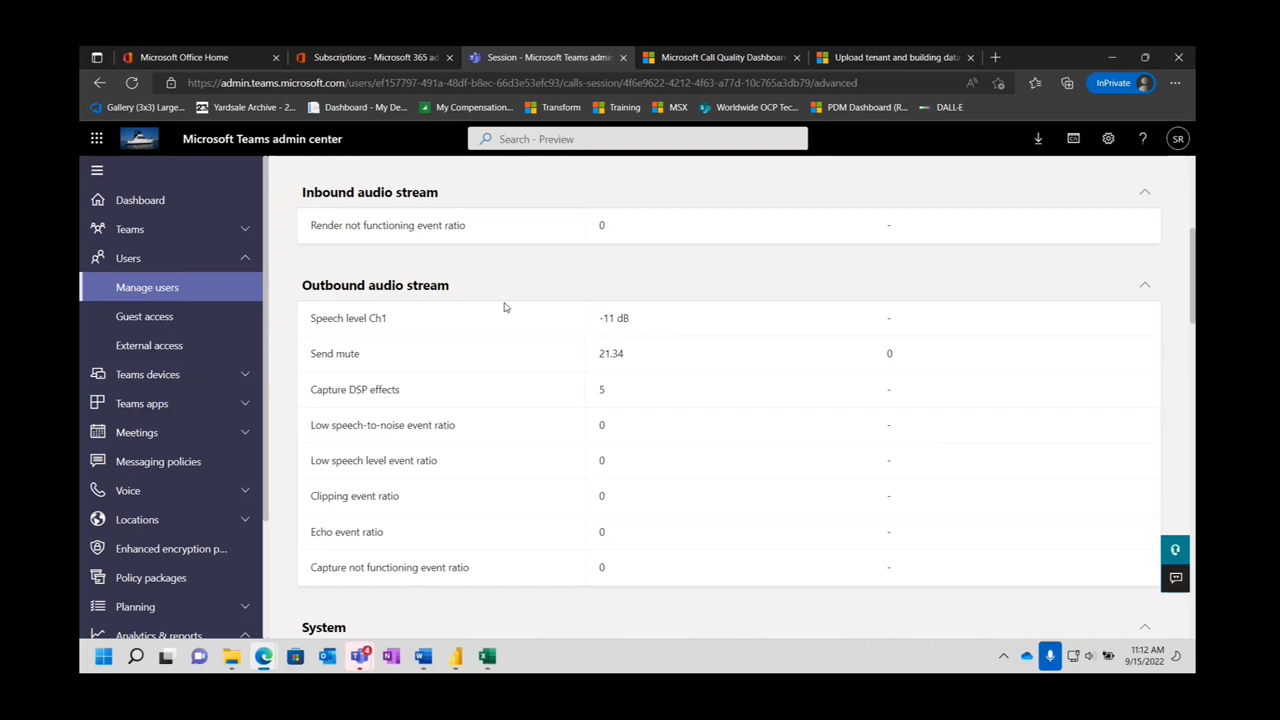 Microsoft Office Home
Subscriptions - Microsoft 365 ad
Session - Microsoft Teams admin
Microsoft Call Quality Dashboar
Upload tenant and building data
https://admin.teams.microsoft.com/users/ef157797-491a-48df-b8ec-66d3e53efc93/calls-session/4f6e9622-4212-4f63-a77d-10c765a3db79/advanced
InPrivate
Gallery (3x3) Large...
Yardsale Archive - 2...
Dashboard - My De...
My Compensation...
Transform
Training
MSX
Worldwide OCP Tec...
PDM Dashboard (R...
DALL-E
Microsoft Teams admin center
Search - Preview
SR
Dashboard
Teams
Users
Manage users
Guest access
External access
Teams devices
Teams apps
Meetings
Messaging policies
Voice
Locations
Enhanced encryption p...
Policy packages
Planning
Analytics & reports
Inbound audio stream
Render not functioning event ratio 0 -
Outbound audio stream
Speech level Ch1 -11 dB -
Send mute 21.34 0
Capture DSP effects 5 -
Low speech-to-noise event ratio 0 -
Low speech level event ratio 0 -
Clipping event ratio 0 -
Echo event ratio 0 -
Capture not functioning event ratio 0 -
System
4
11:12 AM
9/15/2022